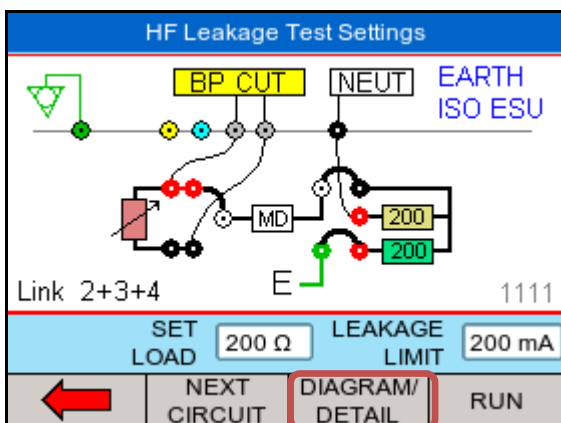 HF Leakage Test Settings
BP CUT
NEUT
EARTH
ISO ESU
MD
200
200
E
Link 2+3+4
1111
SET
LOAD
200 Ω
LEAKAGE
LIMIT
200 mA
NEXT
CIRCUIT
DIAGRAM/
DETAIL
RUN